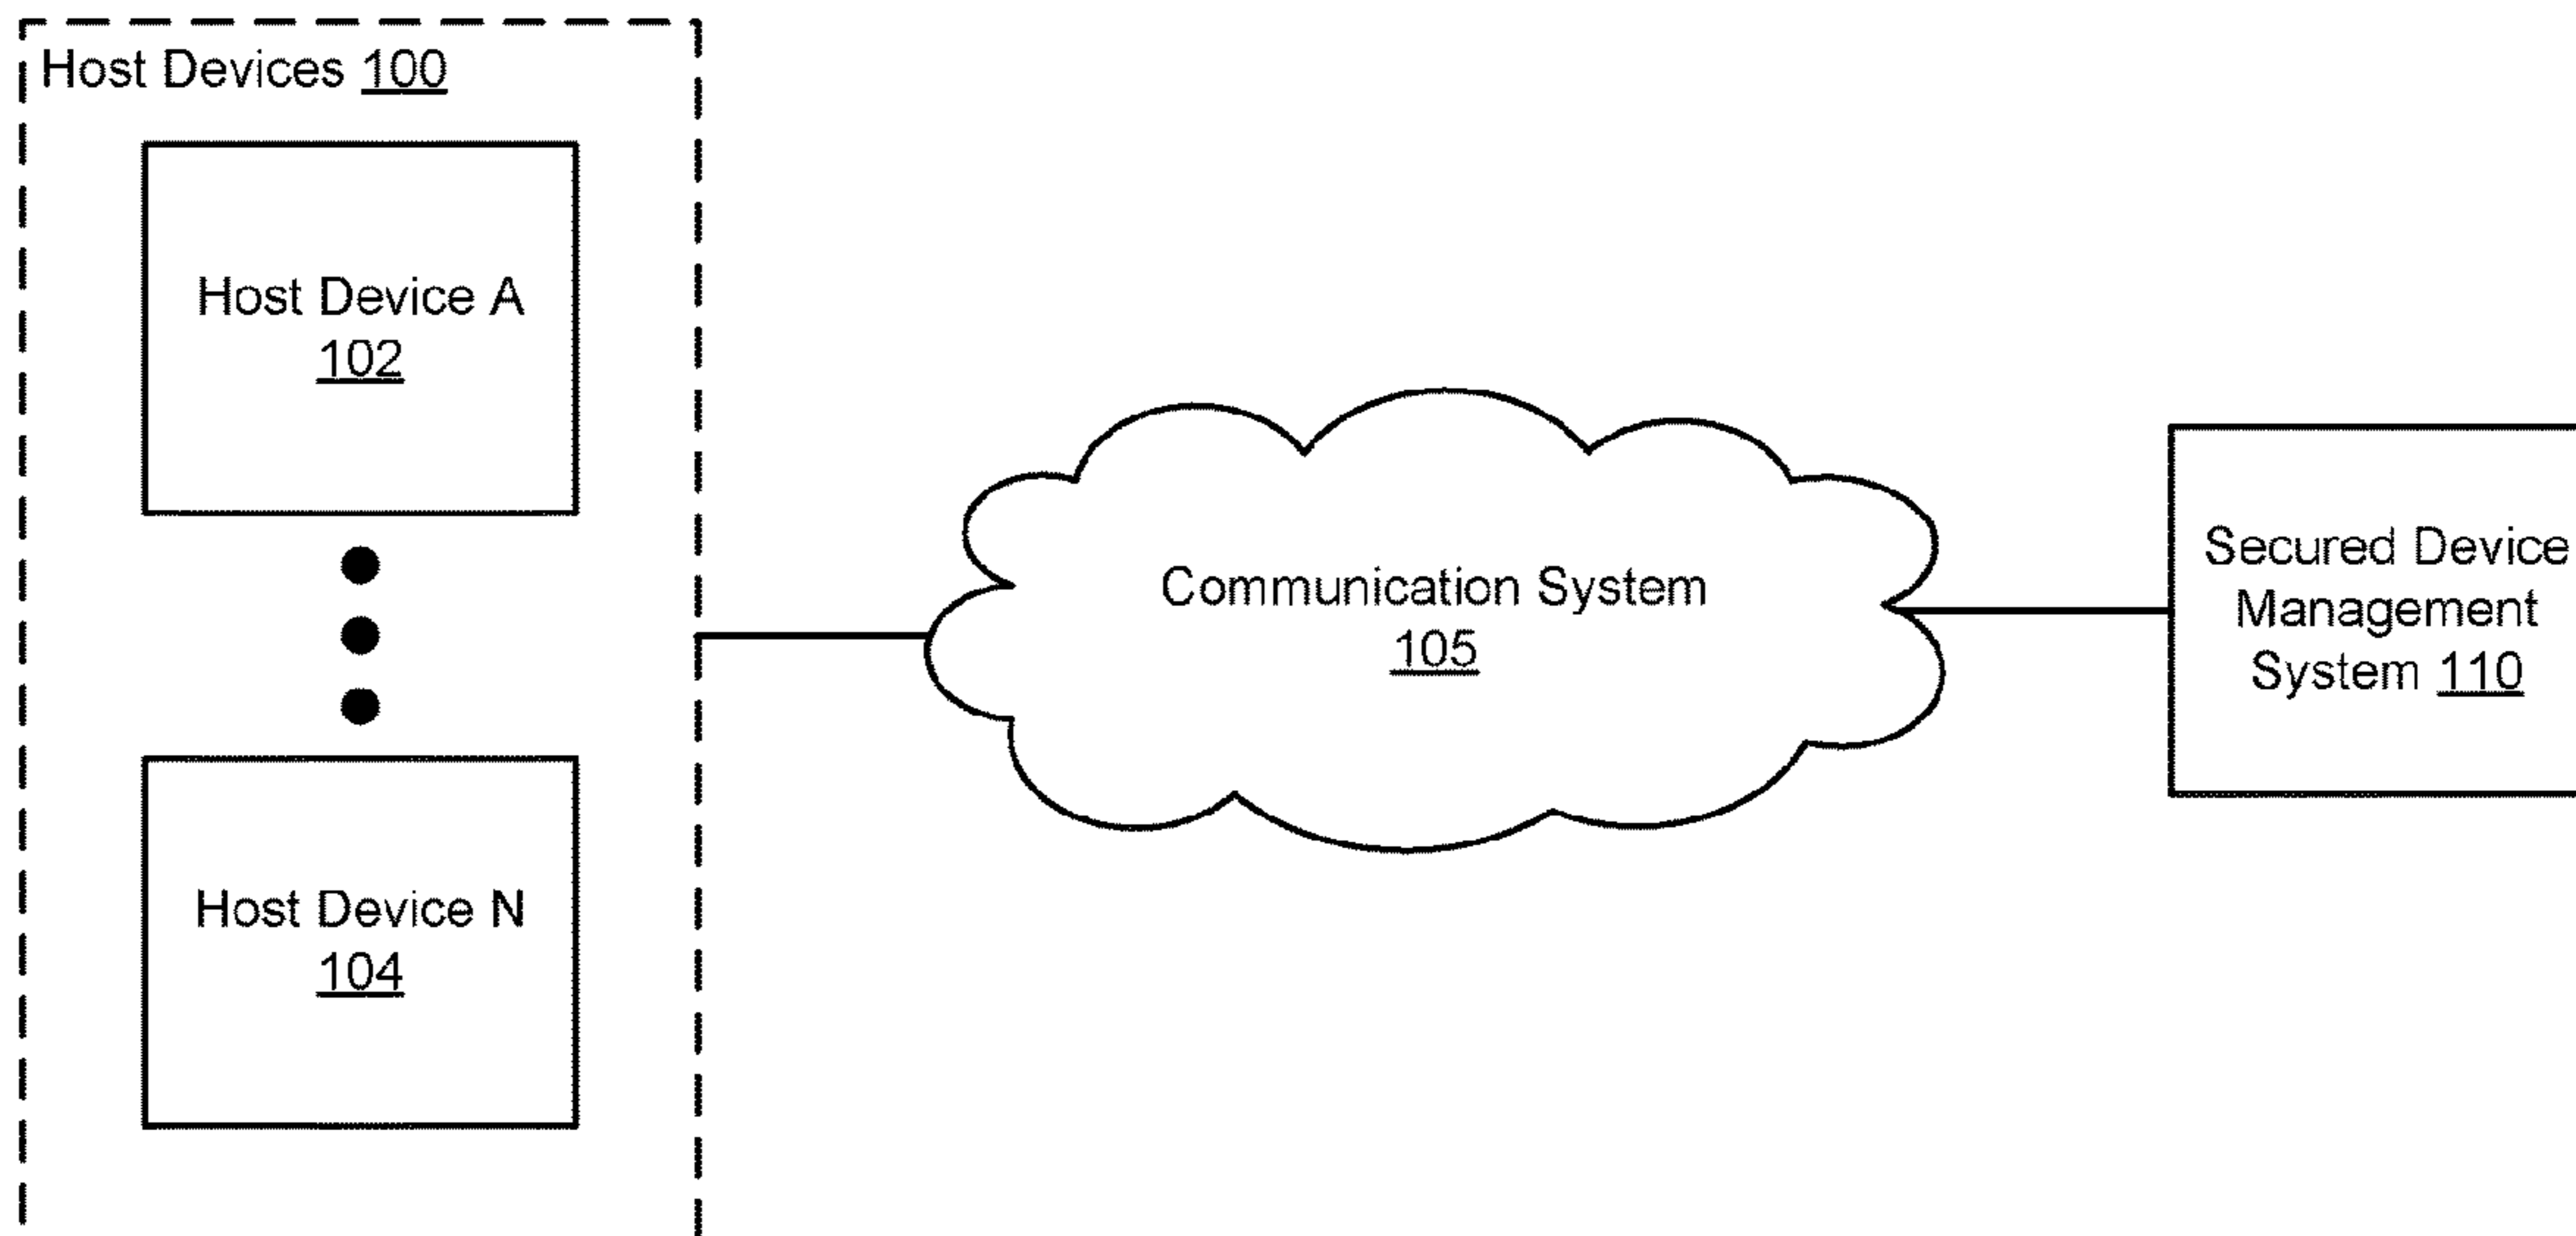 Host Devices 100
Host Device A
102
Host Device N
104
Communication System
105
Secured Device
Management
System 110